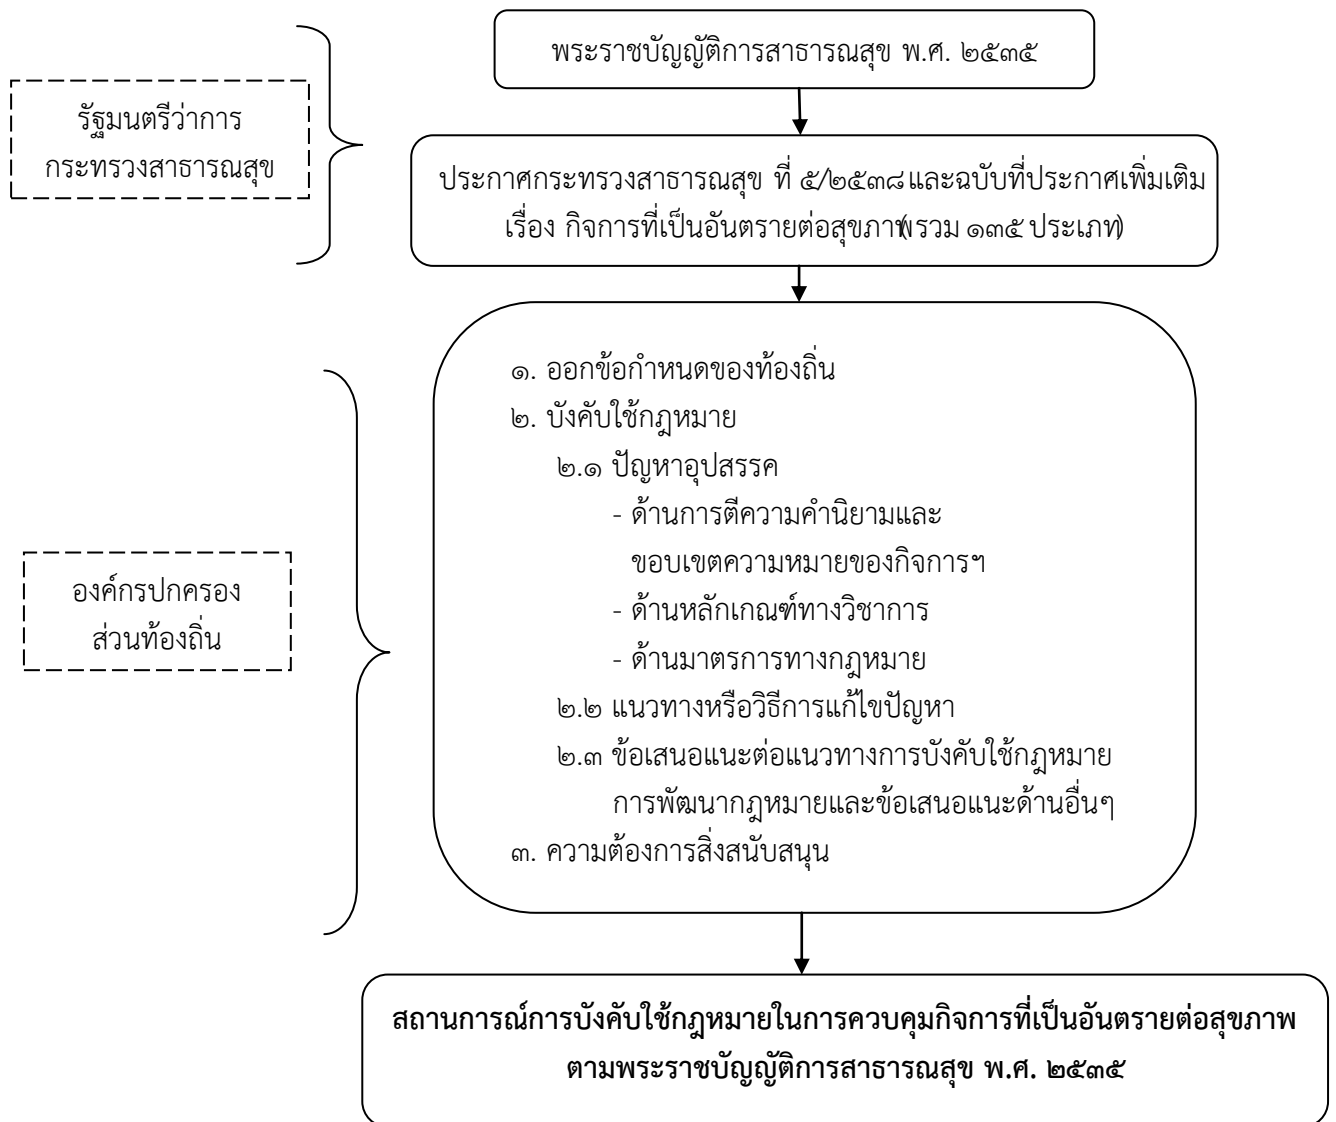 พระราชบัญญัติการสาธารณสุข พ.ศ. ๒๕๓๕
รัฐมนตรีว่าการ
กระทรวงสาธารณสุข
ประกาศกระทรวงสาธารณสุข ที่ ๕/๒๕๓๘ และฉบับที่ประกาศเพิ่มเติม
เรื่อง กิจการที่เป็นอันตรายต่อสุขภาพ(รวม ๑๓๕ ประเภท)
๑. ออกข้อกำหนดของท้องถิ่น
๒. บังคับใช้กฎหมาย
๒.๑ ปัญหาอุปสรรค
- ด้านการตีความคำนิยามและ
ขอบเขตความหมายของกิจการฯ
- ด้านหลักเกณฑ์ทางวิชาการ
- ด้านมาตรการทางกฎหมาย
๒.๒ แนวทางหรือวิธีการแก้ไขปัญหา
๒.๓ ข้อเสนอแนะต่อแนวทางการบังคับใช้กฎหมาย
การพัฒนากฎหมายและข้อเสนอแนะด้านอื่นๆ
๓. ความต้องการสิ่งสนับสนุน
องค์กรปกครอง
ส่วนท้องถิ่น
สถานการณ์การบังคับใช้กฎหมายในการควบคุมกิจการที่เป็นอันตรายต่อสุขภาพ
ตามพระราชบัญญัติการสาธารณสุข พ.ศ. ๒๕๓๕